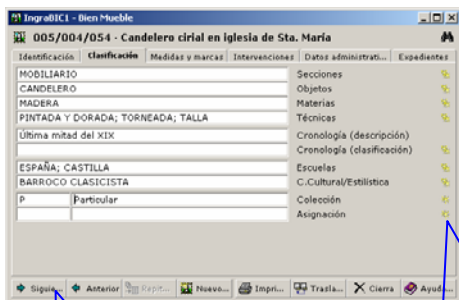 IngraBIC1 - Bien Mueble
005/004/054 - Candelero cirial en iglesia de Sta. María
Identificación Clasificación Medidas y marcas Intervenciones Datos administrati... Expedientes
MOBILIARIO Secciones
CANDELERO Objetos
MADERA Materias
PINTADA Y DORADA; TORNEADA; TALLA Técnicas
Última mitad del XIX Cronología (descripción)
Cronología (clasificación)
ESPAÑA; CASTILLA Escuelas
BARROCO CLASICISTA C.Cultural/Estilística
P Particular Colección
Asignación
Siguie... Anterior Repit... Nuevo... Impri... Trasla... Cierra Ayud...